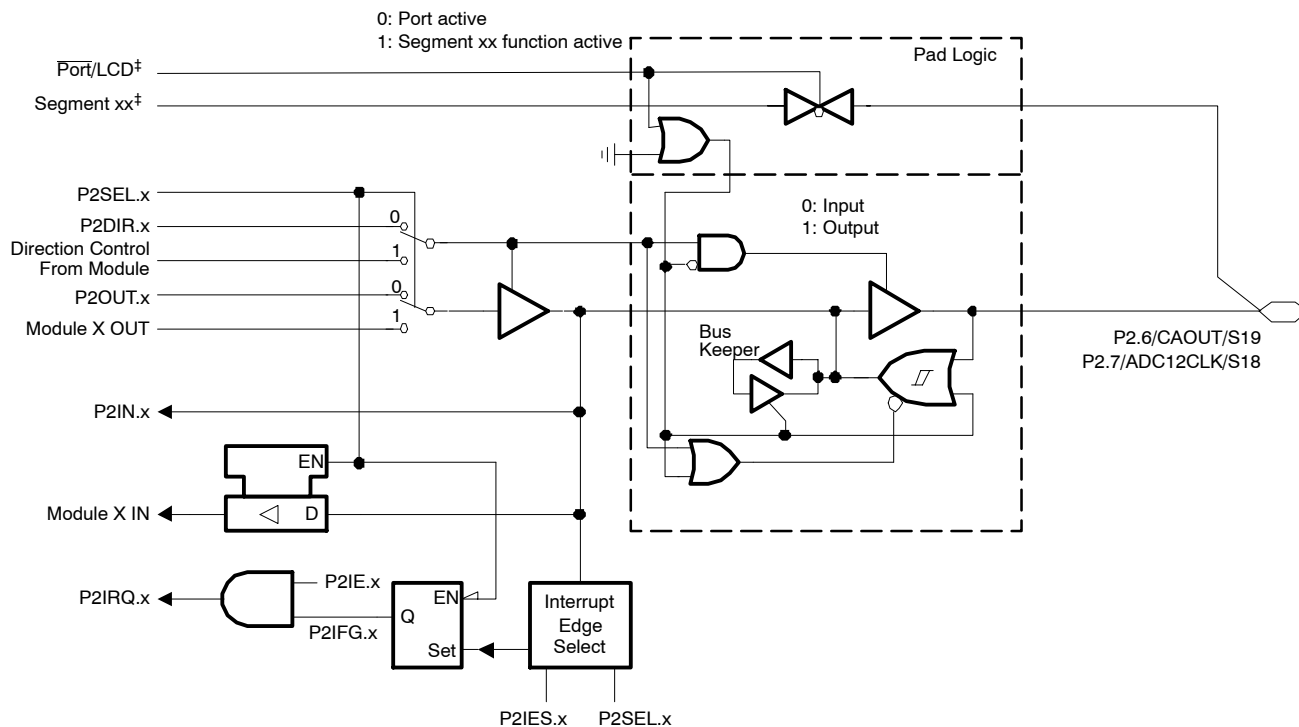 0: Port active
1: Segment xx function active
Pad Logic
Port/LCD‡
Segment xx‡
P2SEL.x
P2DIR.x
0
Direction Control
From Module
1
P2OUT.x
0
Module X OUT
1
0: Input
1: Output
Bus
Keeper
P2.6/CAOUT/S19
P2.7/ADC12CLK/S18
P2IN.x
EN
Module X IN
D
P2IE.x
P2IRQ.x
P2IFG.x
Q
EN
Set
Interrupt
Edge
Select
P2IES.x
P2SEL.x